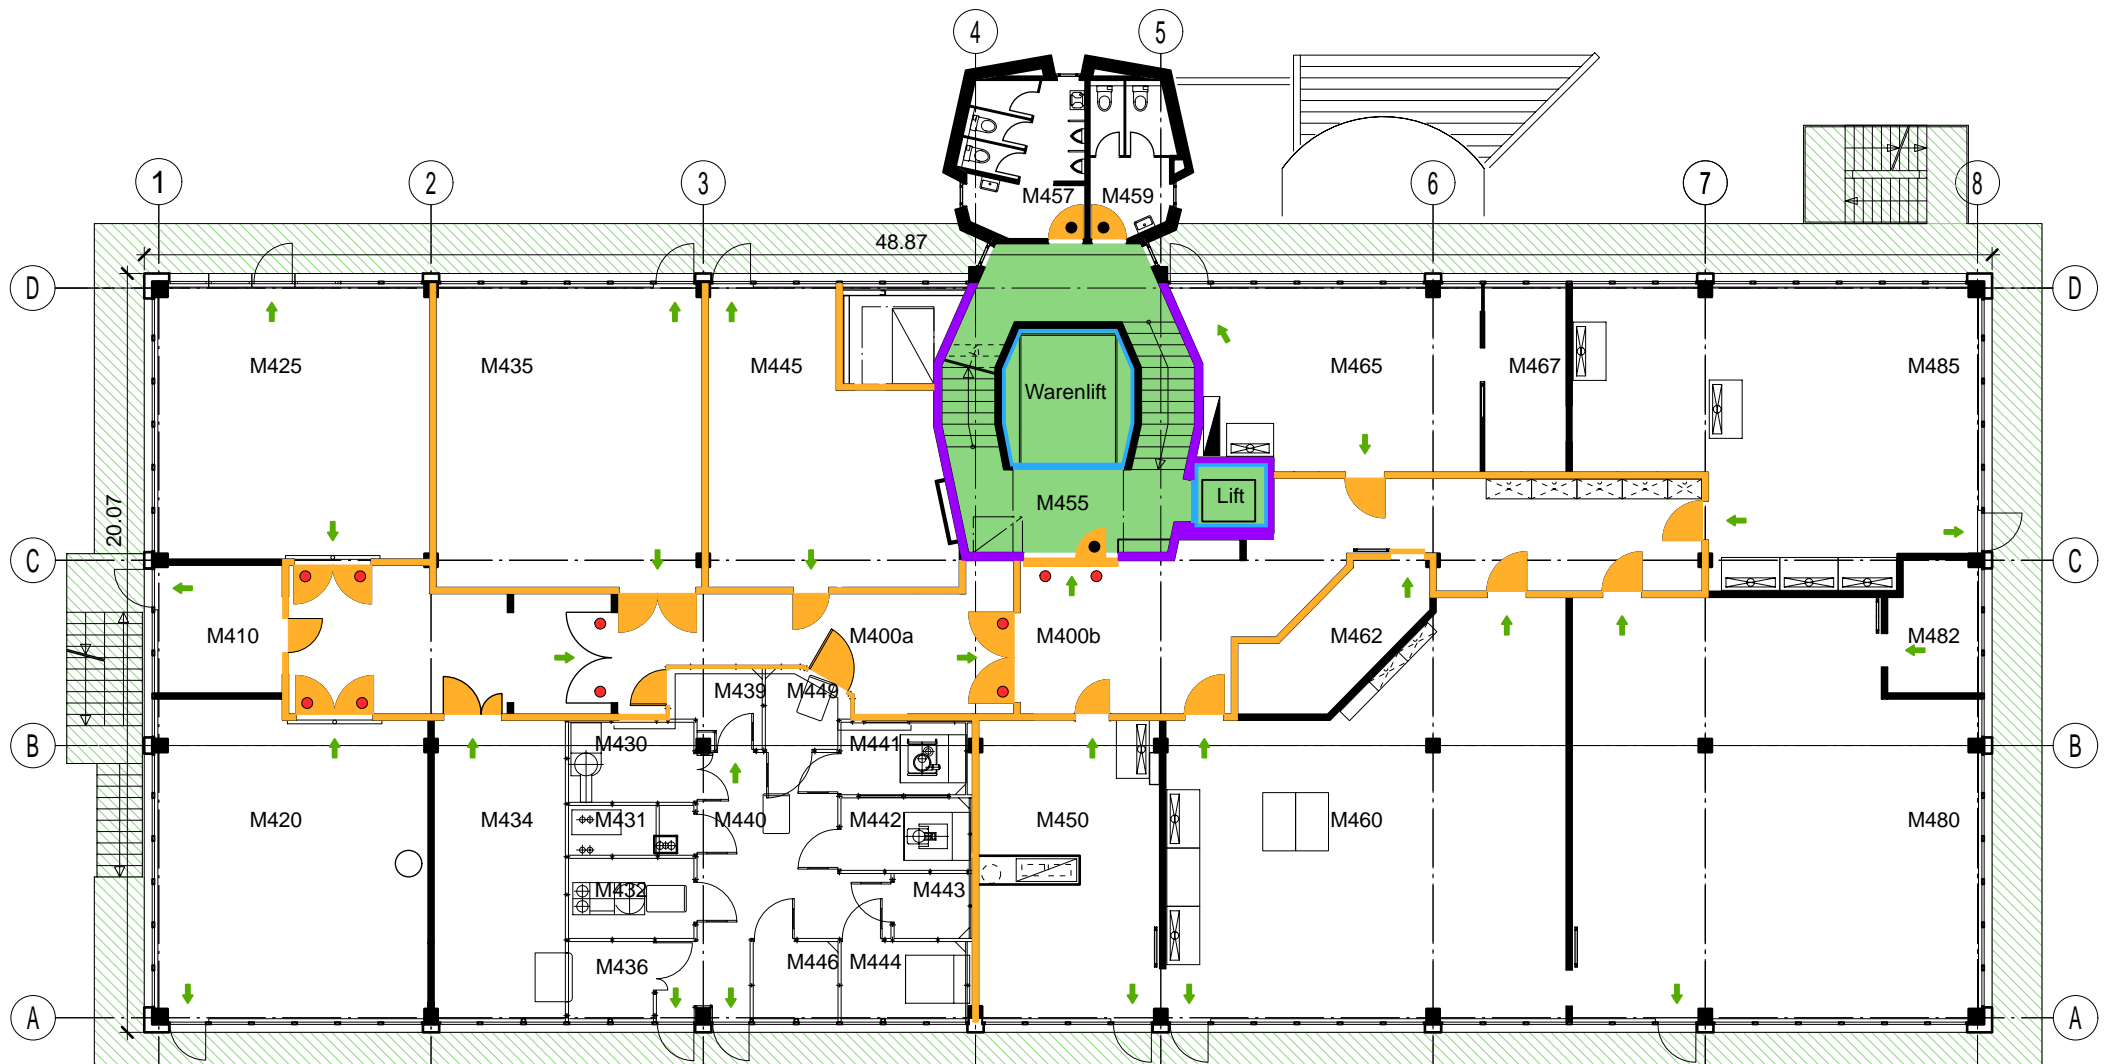 4 5
1 2 3 6 7 8
M457 M459
48.87
D D
M425 M435 M445 Warenlift M465 M467 M485
20.07
M455 Lift
C C
M410 M400a M400b M462 M482
M439 M449
B M430 M441 B
M420 M434 M431 M440 M442 M450 M460 M480
M432 M443
M436 M446 M444
A A